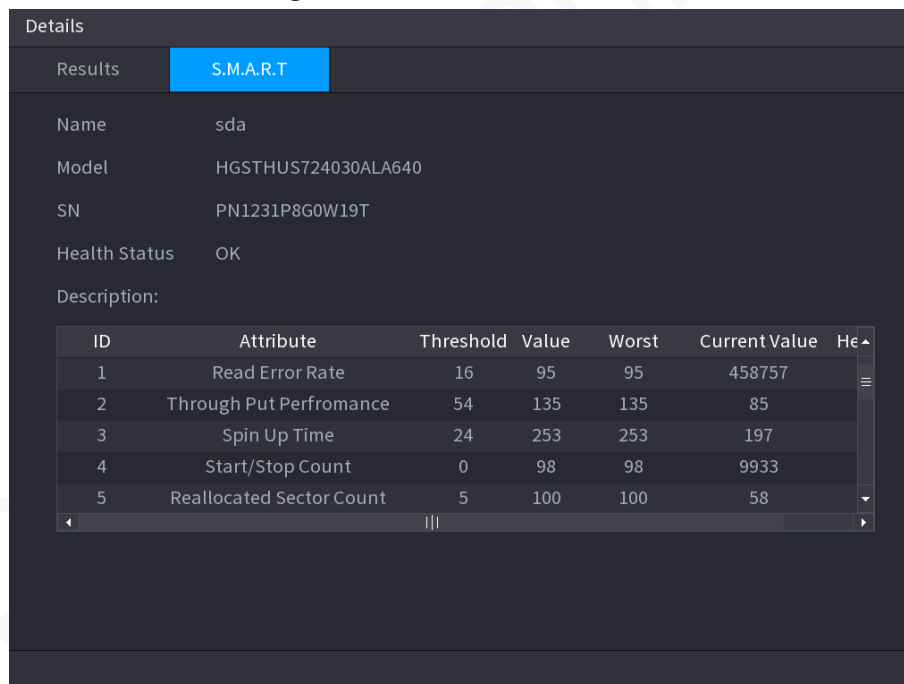 Details
Results S.M.A.R.T
Name sda
Model HGSTHUS724030ALA640
SN PN1231P8G0W19T
Health Status OK
Description:
ID Attribute Threshold Value Worst Current Value He
1 Read Error Rate 16 95 95 458757
2 Through Put Perfromance 54 135 135 85
3 Spin Up Time 24 253 253 197
4 Start/Stop Count 0 98 98 9933
5 Reallocated Sector Count 5 100 100 58